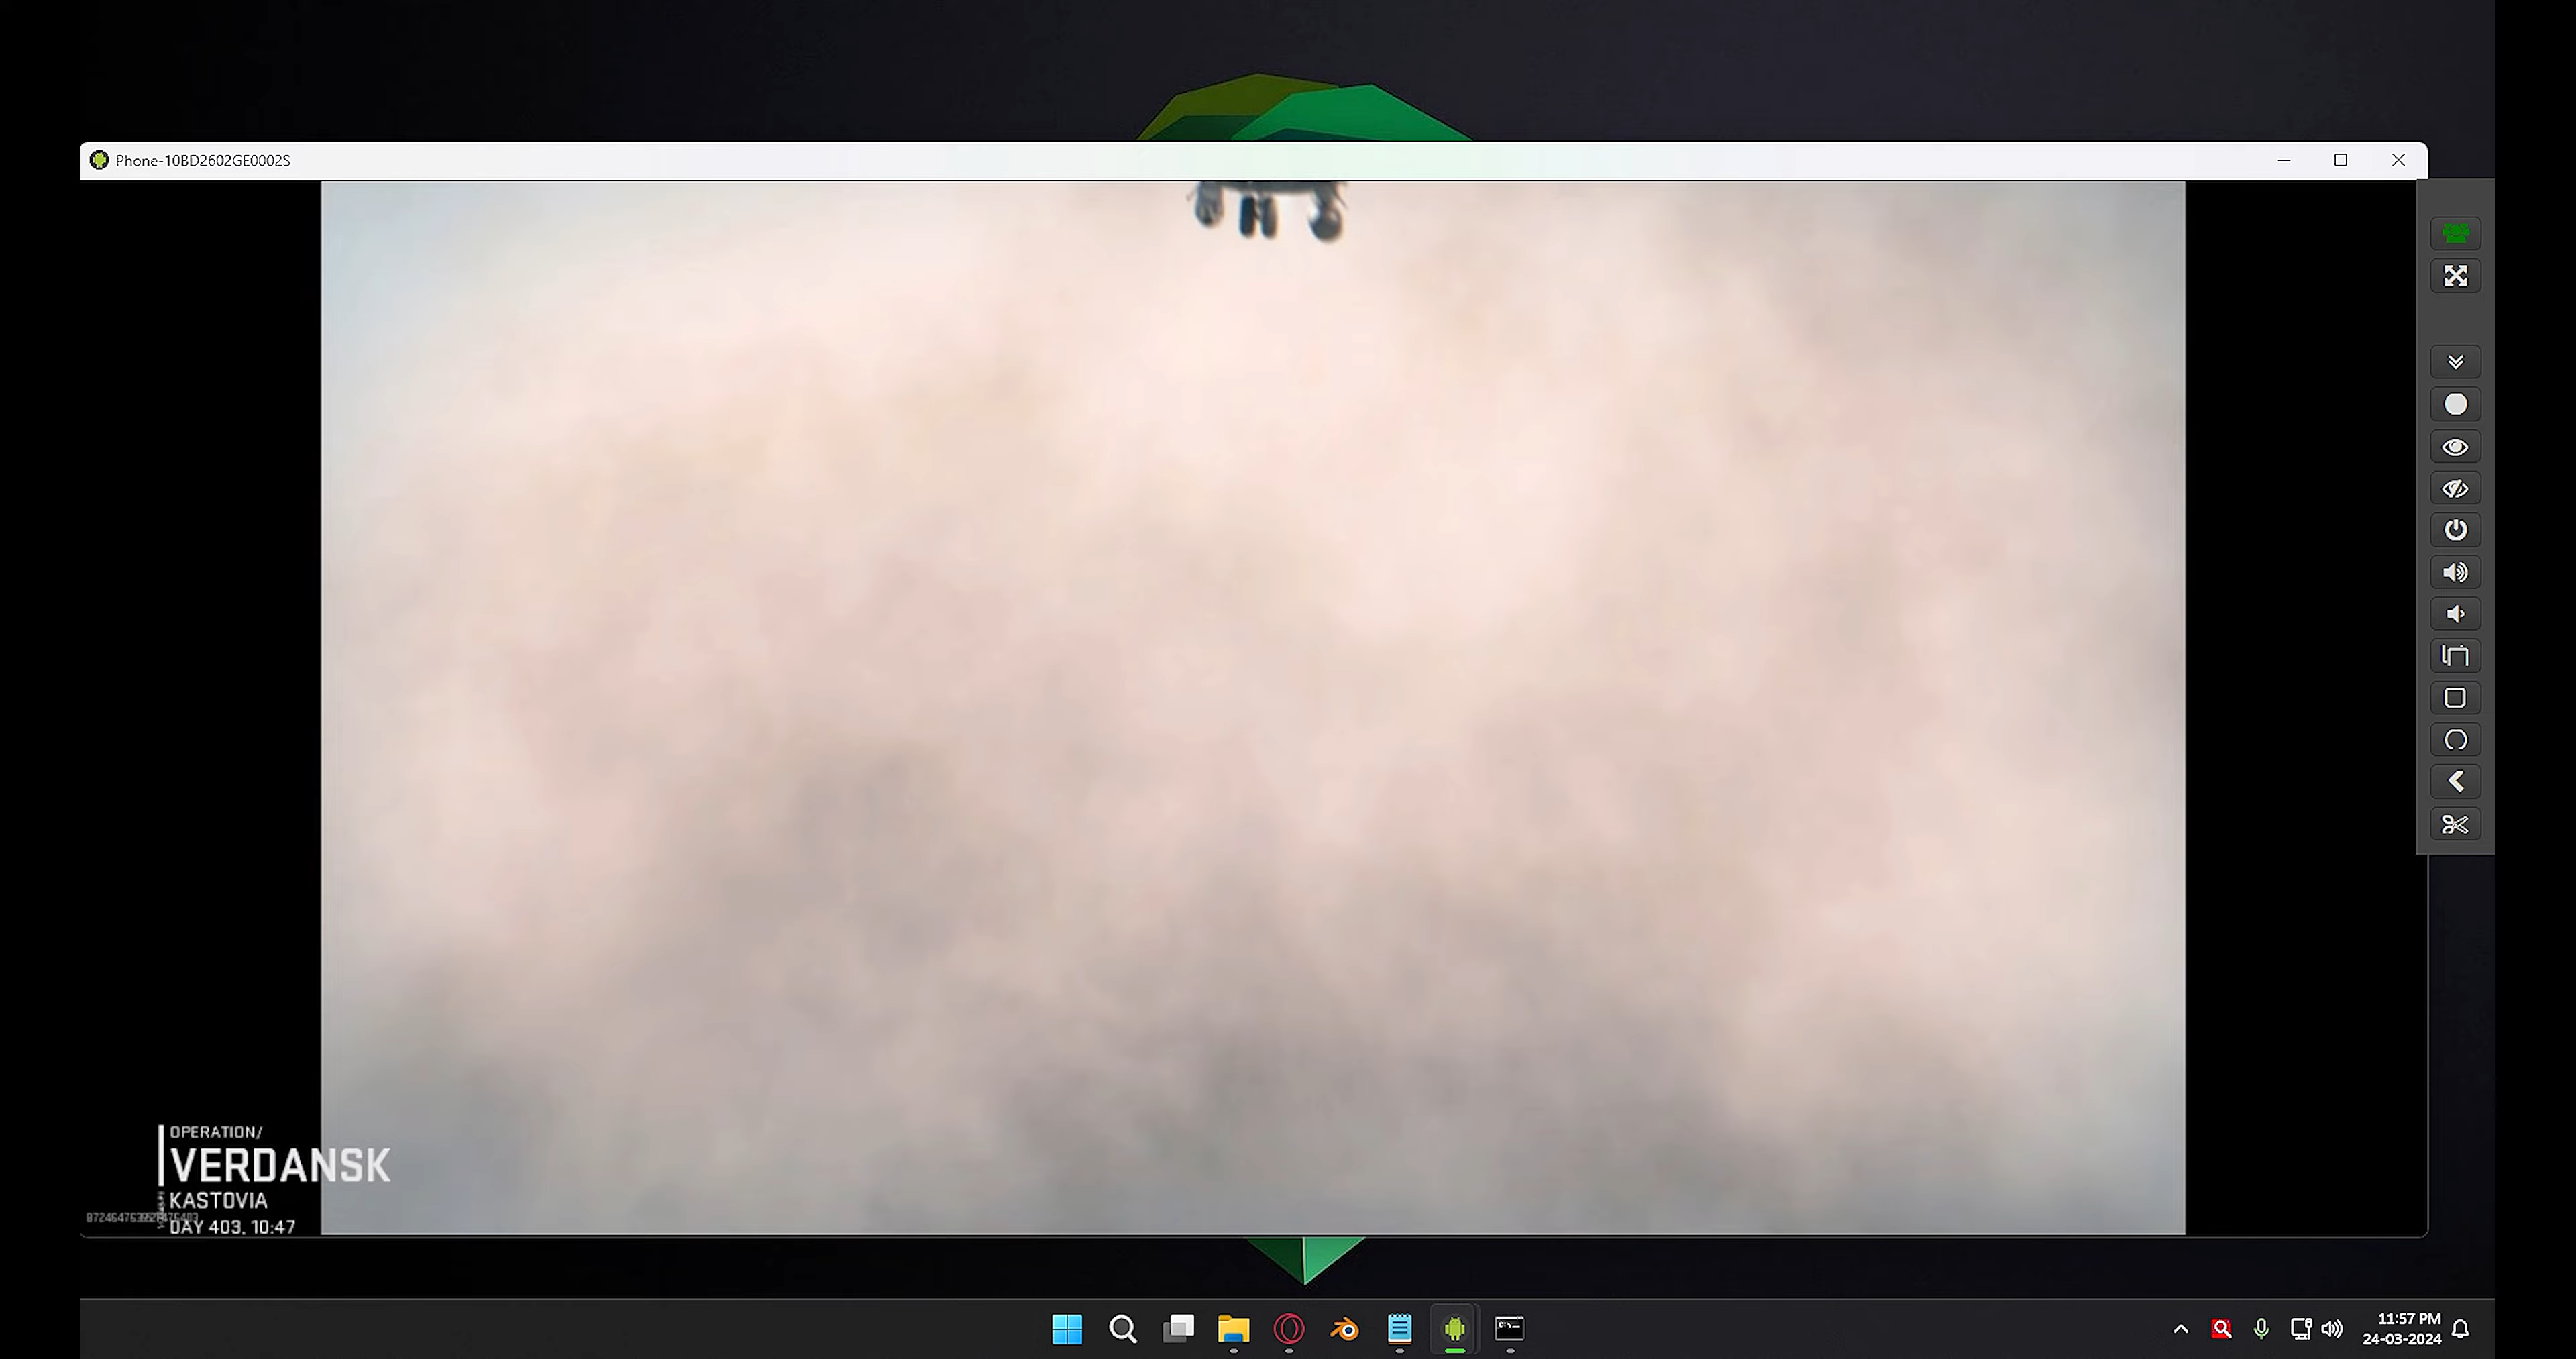 Phone-10BD2602GE0002S
OPERATION/
VERDANSK
KASTOVIA
DAY 403, 10:47
11:57 PM
24-03-2024